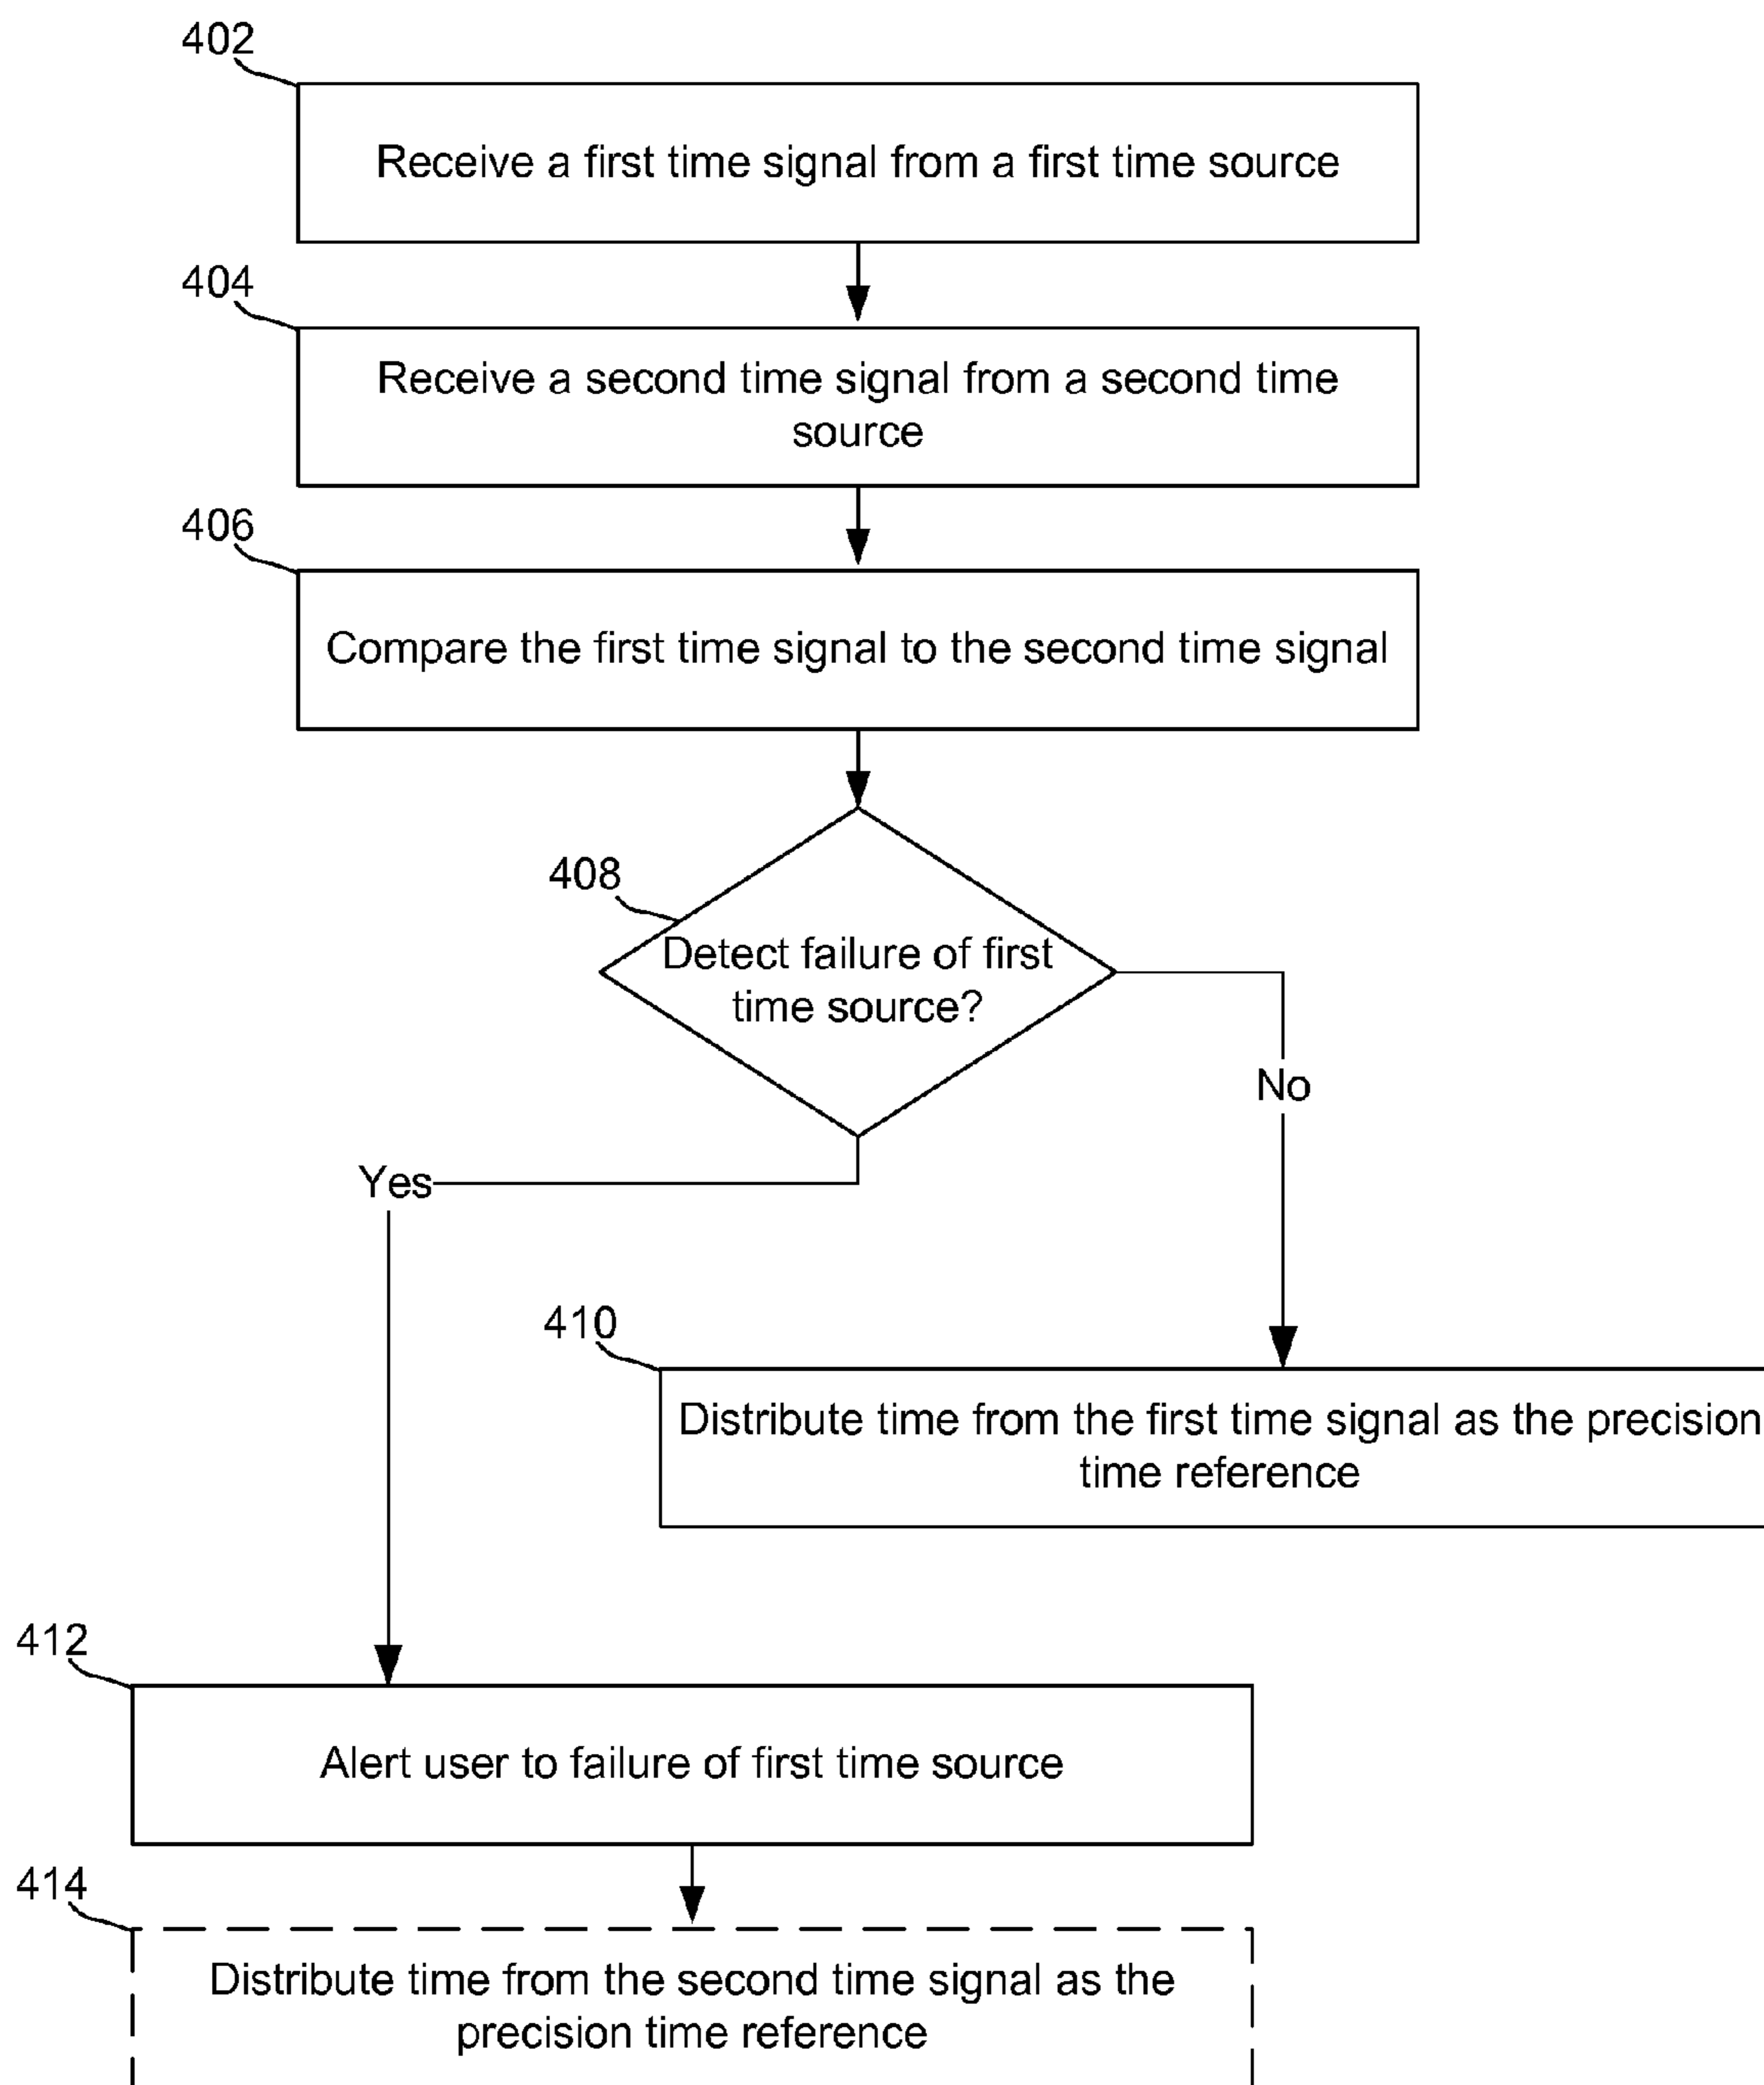 402
Receive a first time signal from a first time source
404
Receive a second time signal from a second time
source
406
Compare the first time signal to the second time signal
408
Detect failure of first
time source?
No
Yes
410
Distribute time from the first time signal as the precision
time reference
412
Alert user to failure of first time source
414
Distribute time from the second time signal as the
precision time reference